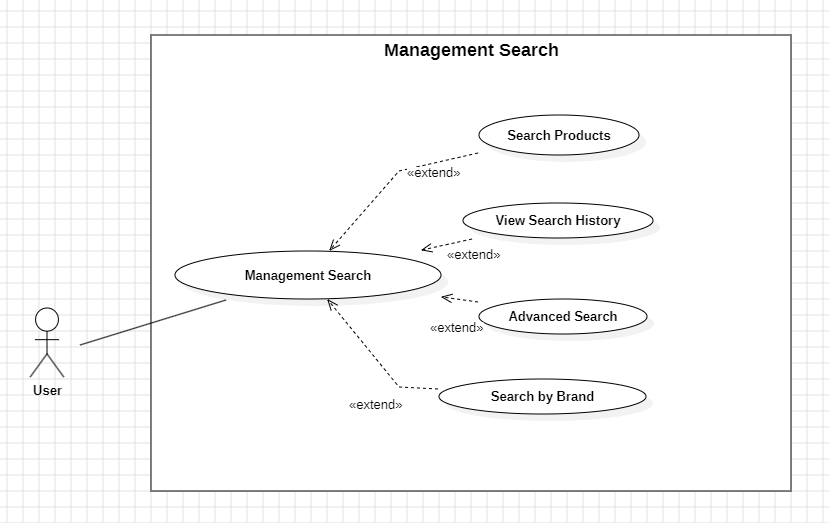 Management Search
Search Products
«extend»
View Search History
«extend»
Management Search
Advanced Search
«extend»
User
Search by Brand
«extend»